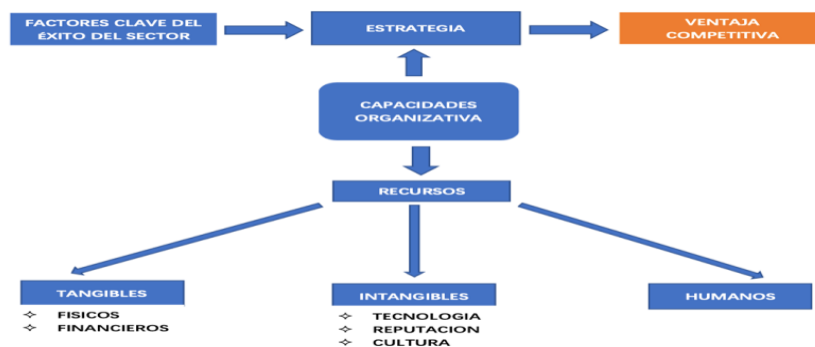 FACTORES CLAVE DEL
ÉXITO DEL SECTOR
ESTRATEGIA
VENTAJA
COMPETITIVA
CAPACIDADES
ORGANIZATIVA
RECURSOS
TANGIBLES
FISICOS
FINANCIEROS
INTANGIBLES
TECNOLOGIA
REPUTACION
CULTURA
HUMANOS